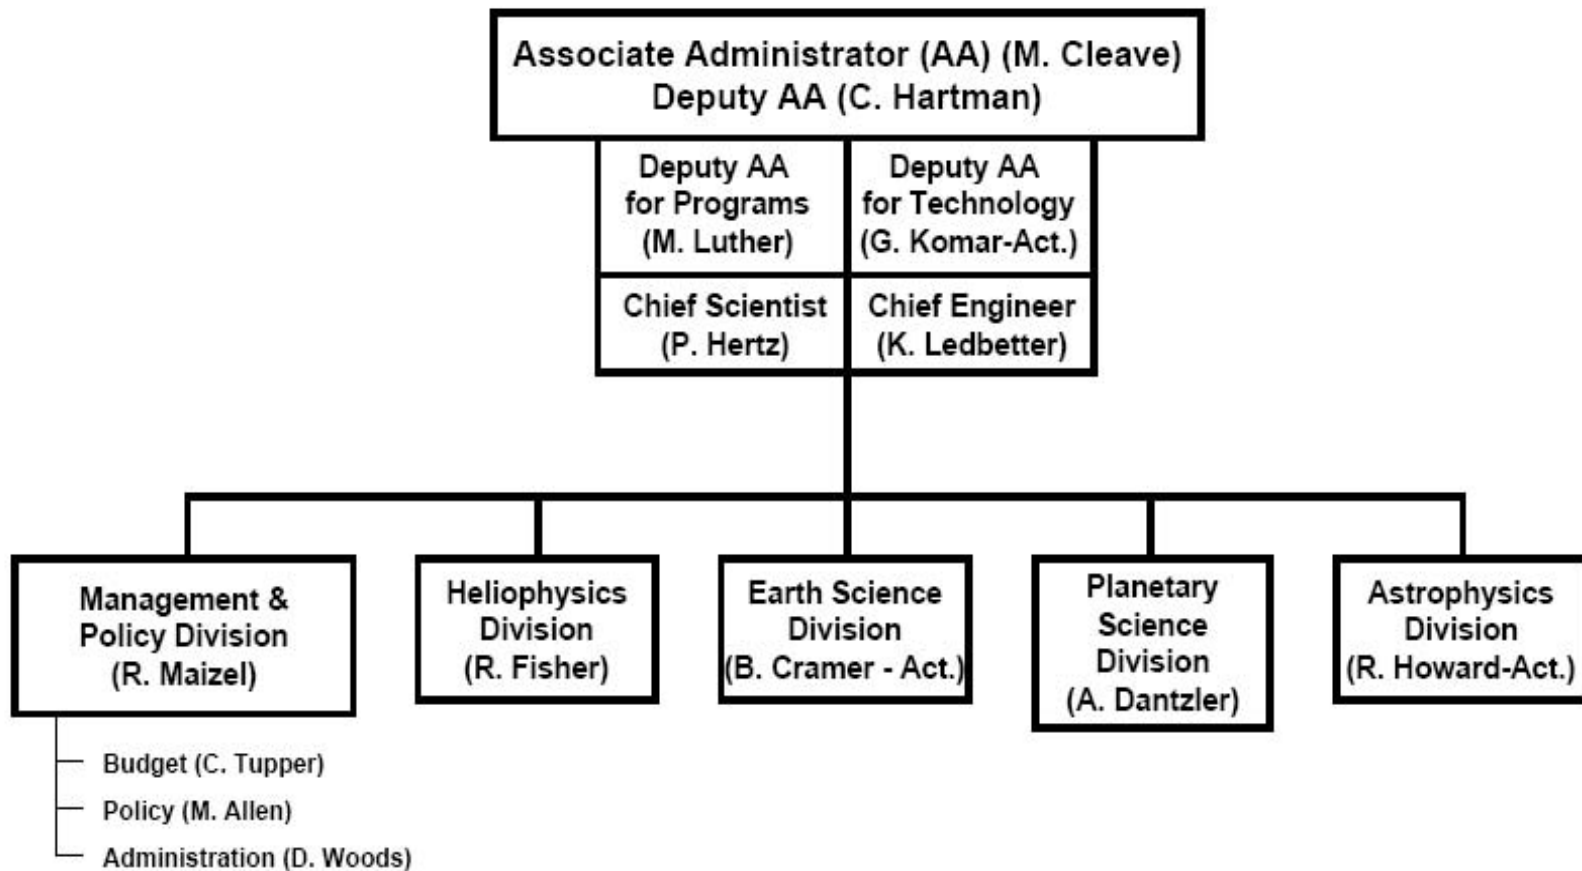 Associate Administrator (AA) (M. Cleave)
Deputy AA (C. Hartman)
Deputy AA
for Programs
(M. Luther)
Deputy AA
for Technology
(G. Komar-Act.)
Chief Scientist
(P. Hertz)
Chief Engineer
(K. Ledbetter)
Management &
Policy Division
(R. Maizel)
Heliophysics
Division
(R. Fisher)
Earth Science
Division
(B. Cramer - Act.)
Planetary
Science
Division
(A. Dantzler)
Astrophysics
Division
(R. Howard-Act.)
Budget (C. Tupper)
Policy (M. Allen)
Administration (D. Woods)